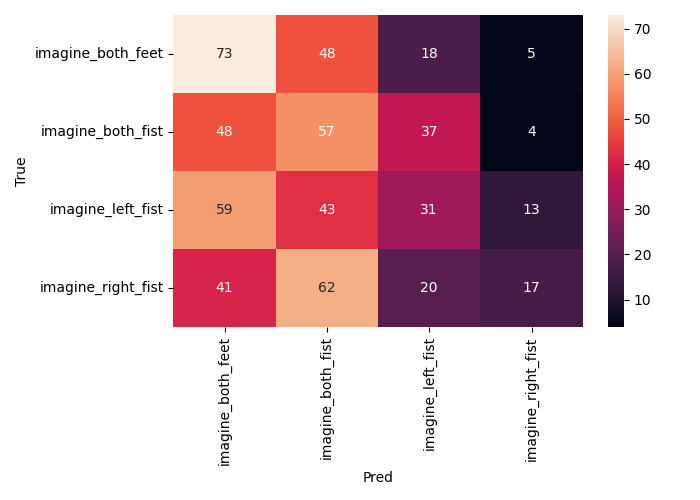 imagine_both_feet 73 48 18 5
imagine_both_fist 48 57 37 4
imagine_left_fist 59 43 31 13
imagine_right_fist 41 62 20 17
True
imagine_both_feet
imagine_both_fist
imagine_left_fist
imagine_right_fist
Pred
70
60
50
40
30
20
10